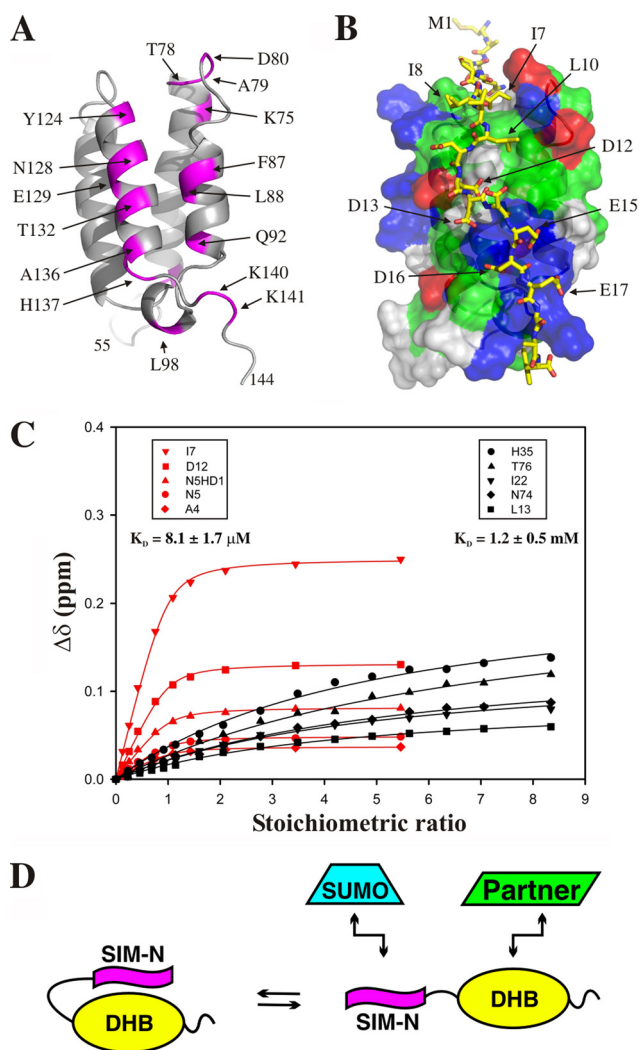 A
T78
D80
A79
Y124
K75
N128
F87
E129
L88
T132
Q92
A136
K140
H137
K141
55
L98
144
B
M1
I7
I8
L10
D12
D13
E15
D16
E17
C
0.4
0.3
0.2
0.1
0.0
Δδ (ppm)
I7
D12
N5HD1
N5
A4
K_D = 8.1 ± 1.7 μM
H35
T76
I22
N74
L13
K_D = 1.2 ± 0.5 mM
0 1 2 3 4 5 6 7 8 9
Stoichiometric ratio
D
SUMO
Partner
SIM-N
DHB
SIM-N
DHB